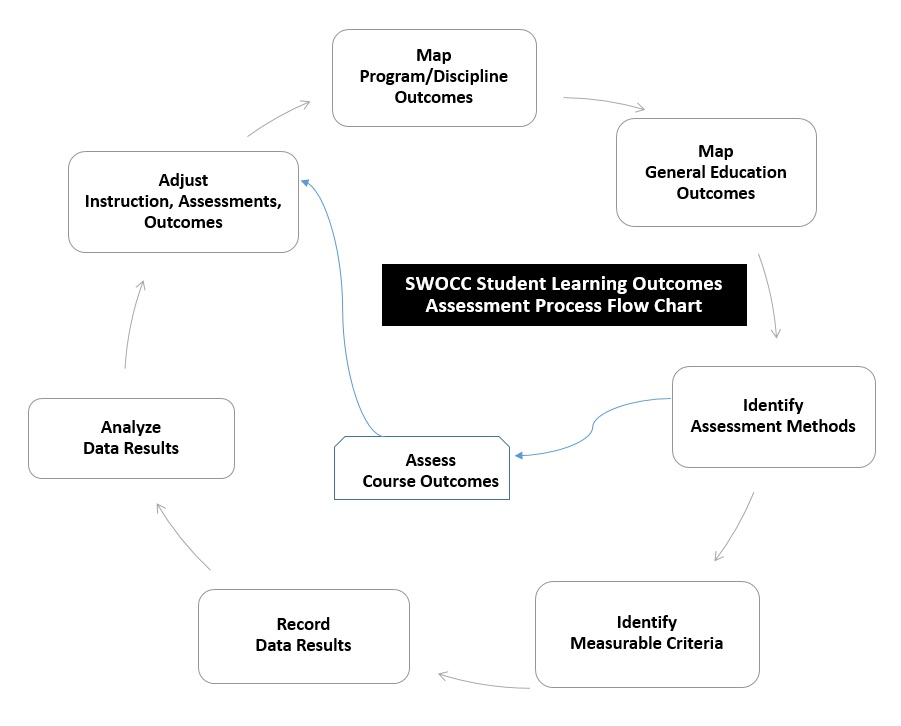 Map
Program/Discipline
Outcomes
Map
General Education
Outcomes
Adjust
Instruction, Assessments,
Outcomes
SWOCC Student Learning Outcomes
Assessment Process Flow Chart
Identify
Assessment Methods
Analyze
Data Results
Assess
Course Outcomes
Identify
Measurable Criteria
Record
Data Results